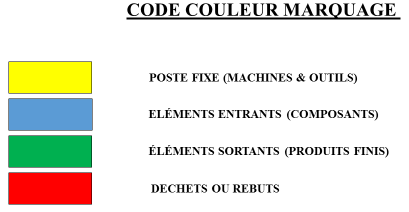 CODE COULEUR MARQUAGE
POSTE FIXE (MACHINES & OUTILS)
ELÉMENTS ENTRANTS (COMPOSANTS)
ÉLÉMENTS SORTANTS (PRODUITS FINIS)
DECHETS OU REBUTS